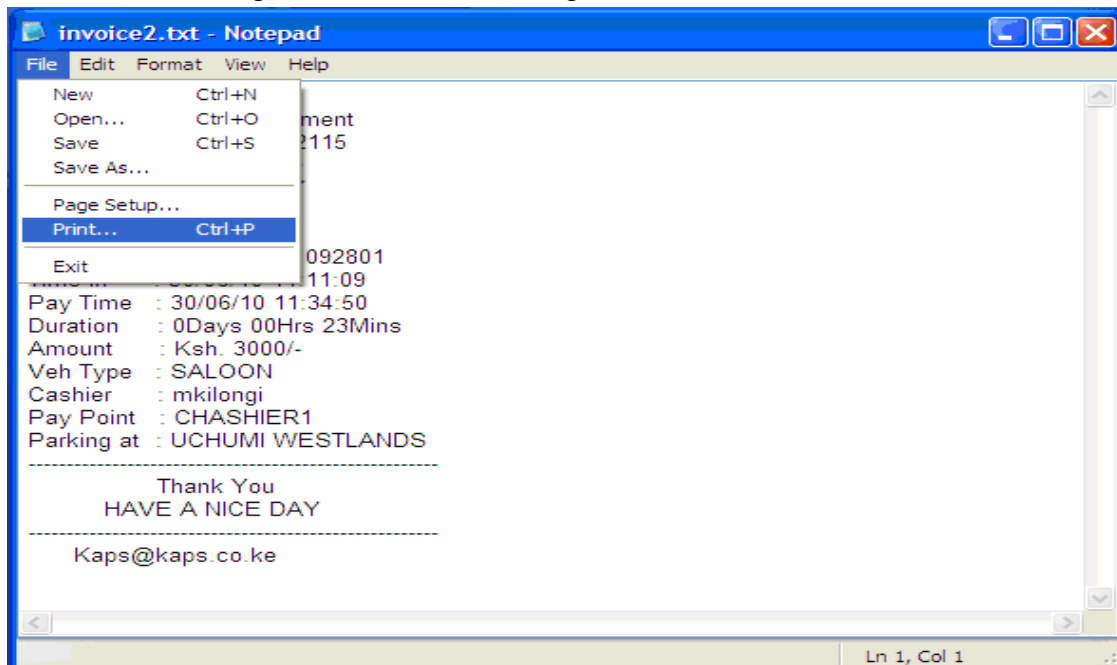 invoice2.txt - Notepad
File Edit Format View Help
New Ctrl+N
Open... Ctrl+O
Save Ctrl+S
Save As...
Page Setup...
Print... Ctrl+P
Exit
ment
2115
092801
11:09
Pay Time : 30/06/10 11:34:50
Duration : 0Days 00Hrs 23Mins
Amount : Ksh. 3000/-
Veh Type : SALOON
Cashier : mkilongi
Pay Point : CHASHIER1
Parking at : UCHUMI WESTLANDS
----------------------------------------------------
Thank You
HAVE A NICE DAY
----------------------------------------------------
Kaps@kaps.co.ke
Ln 1, Col 1